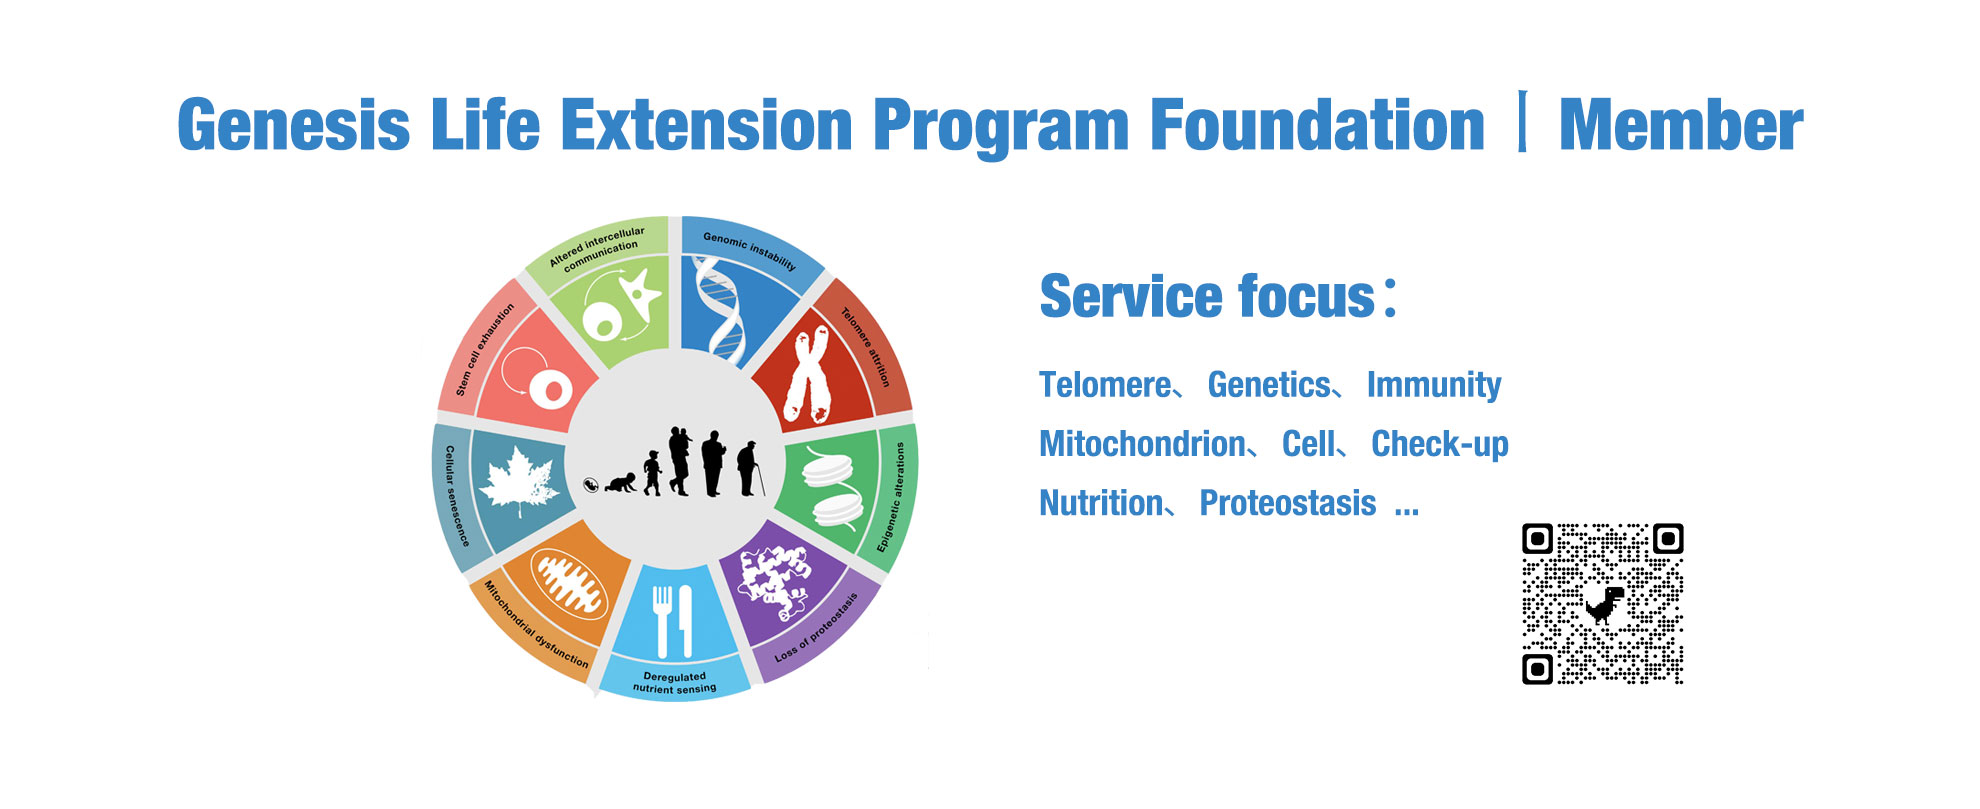 Genesis Life Extension Program Foundation｜Member
Altered intercellular
communication
Genomic instability
Telomere attrition
Epigenetic alterations
Loss of proteostasis
Deregulated
nutrient sensing
Mitochondrial dysfunction
Cellular senescence
Stem cell exhaustion
Service focus：
Telomere、 Genetics、 Immunity
Mitochondrion、 Cell、 Check-up
Nutrition、 Proteostasis ...